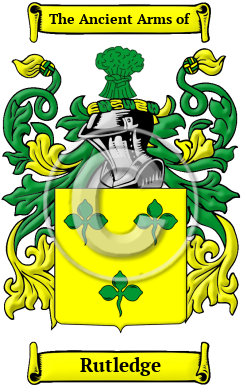 The Ancient Arms of
Rutledge